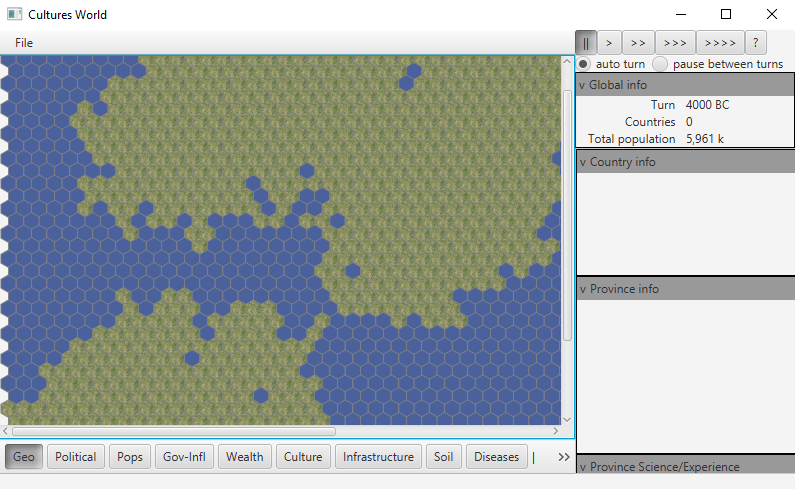 Cultures World
File
|| > >> >>> >>>> ?
auto turn pause between turns
v Global info
Turn 4000 BC
Countries 0
Total population 5,961 k
v Country info
v Province info
v Province Science/Experience
Geo Political Pops Gov-Infl Wealth Culture Infrastructure Soil Diseases | >>